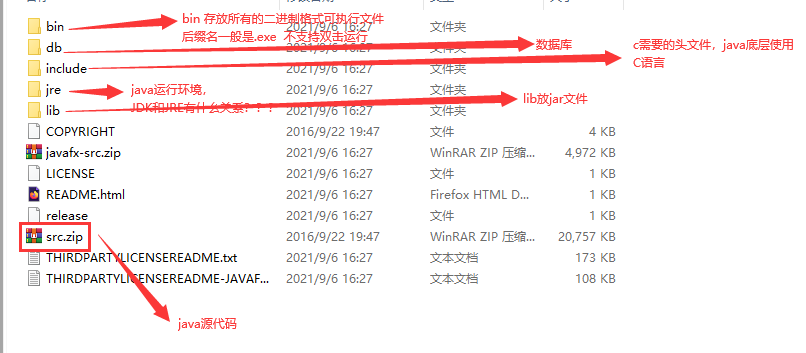 修改日期 类型 大小
bin 2021/9/6 16:27 文件夹
bin 存放所有的二进制格式可执行文件
后缀名一般是.exe 不支持双击运行
db 2021/9/6 16:27 文件夹
数据库
include 2021/9/6 16:27 文件夹
c需要的头文件，java底层使用
C语言
jre 2021/9/6 16:27 文件夹
java运行环境，
JDK和JRE有什么关系？？？
lib 2021/9/6 16:27 文件夹
lib放jar文件
COPYRIGHT 2016/9/22 19:47 文件 4 KB
javafx-src.zip 2021/9/6 16:27 WinRAR ZIP 压缩... 4,972 KB
LICENSE 2021/9/6 16:27 文件 1 KB
README.html 2021/9/6 16:27 Firefox HTML D... 1 KB
release 2021/9/6 16:27 文件 1 KB
src.zip 2016/9/22 19:47 WinRAR ZIP 压缩... 20,757 KB
THIRDPARTYLICENSEREADME.txt 2021/9/6 16:27 文本文档 173 KB
THIRDPARTYLICENSEREADME-JAVAF... 2021/9/6 16:27 文本文档 108 KB
java源代码